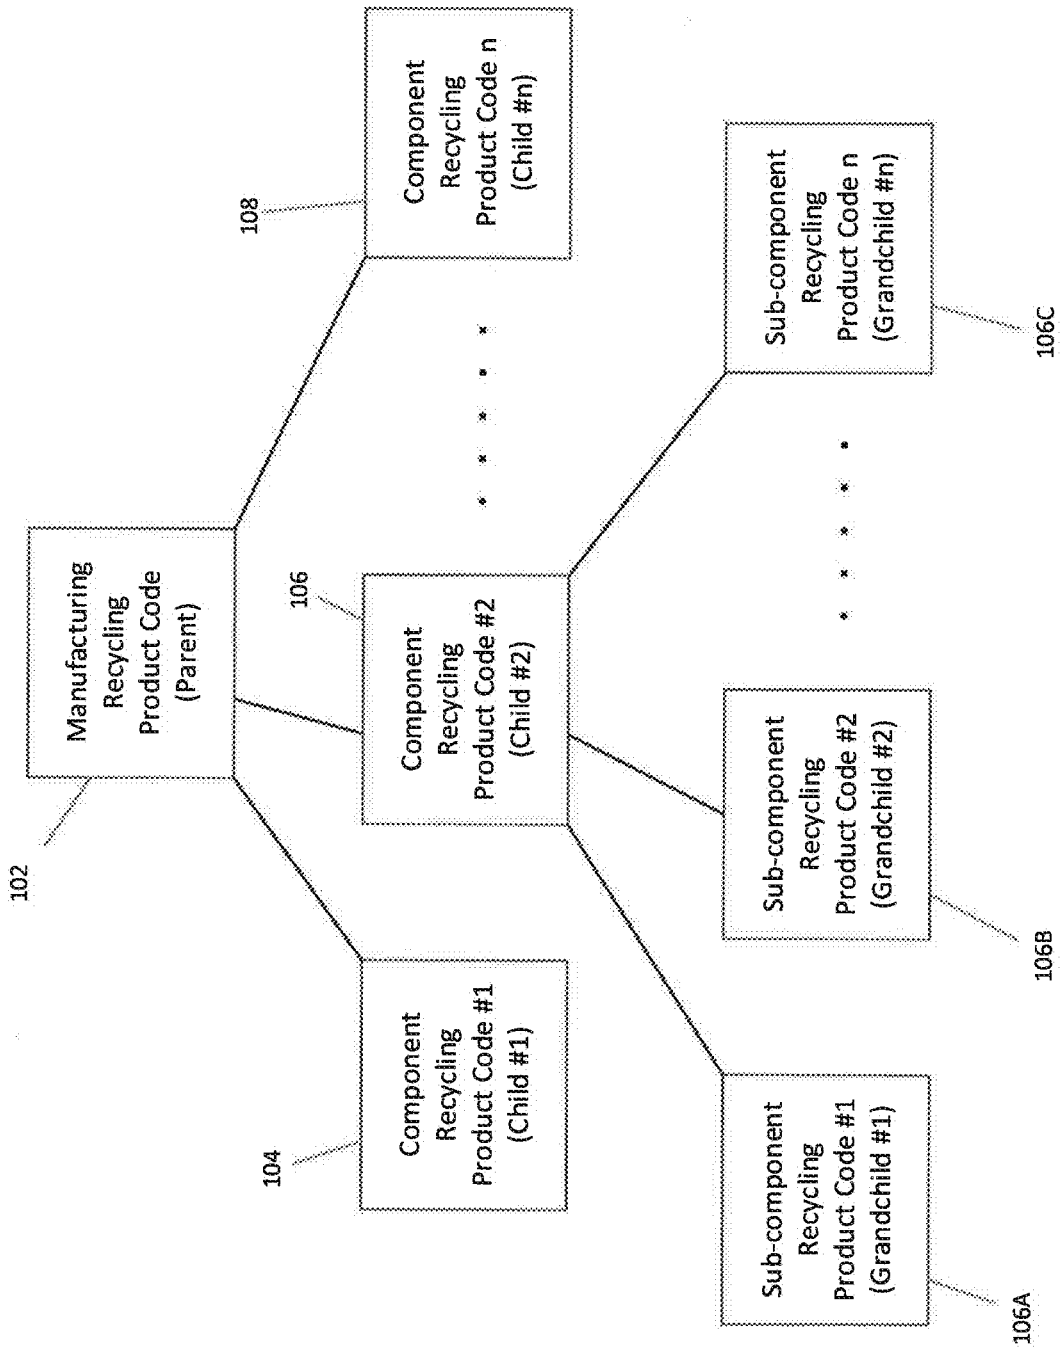 102
Manufacturing
Recycling
Product Code
(Parent)
104
Component
Recycling
Product Code #1
(Child #1)
106
Component
Recycling
Product Code #2
(Child #2)
108
Component
Recycling
Product Code n
(Child #n)
106A
Sub-component
Recycling
Product Code #1
(Grandchild #1)
106B
Sub-component
Recycling
Product Code #2
(Grandchild #2)
106C
Sub-component
Recycling
Product Code n
(Grandchild #n)